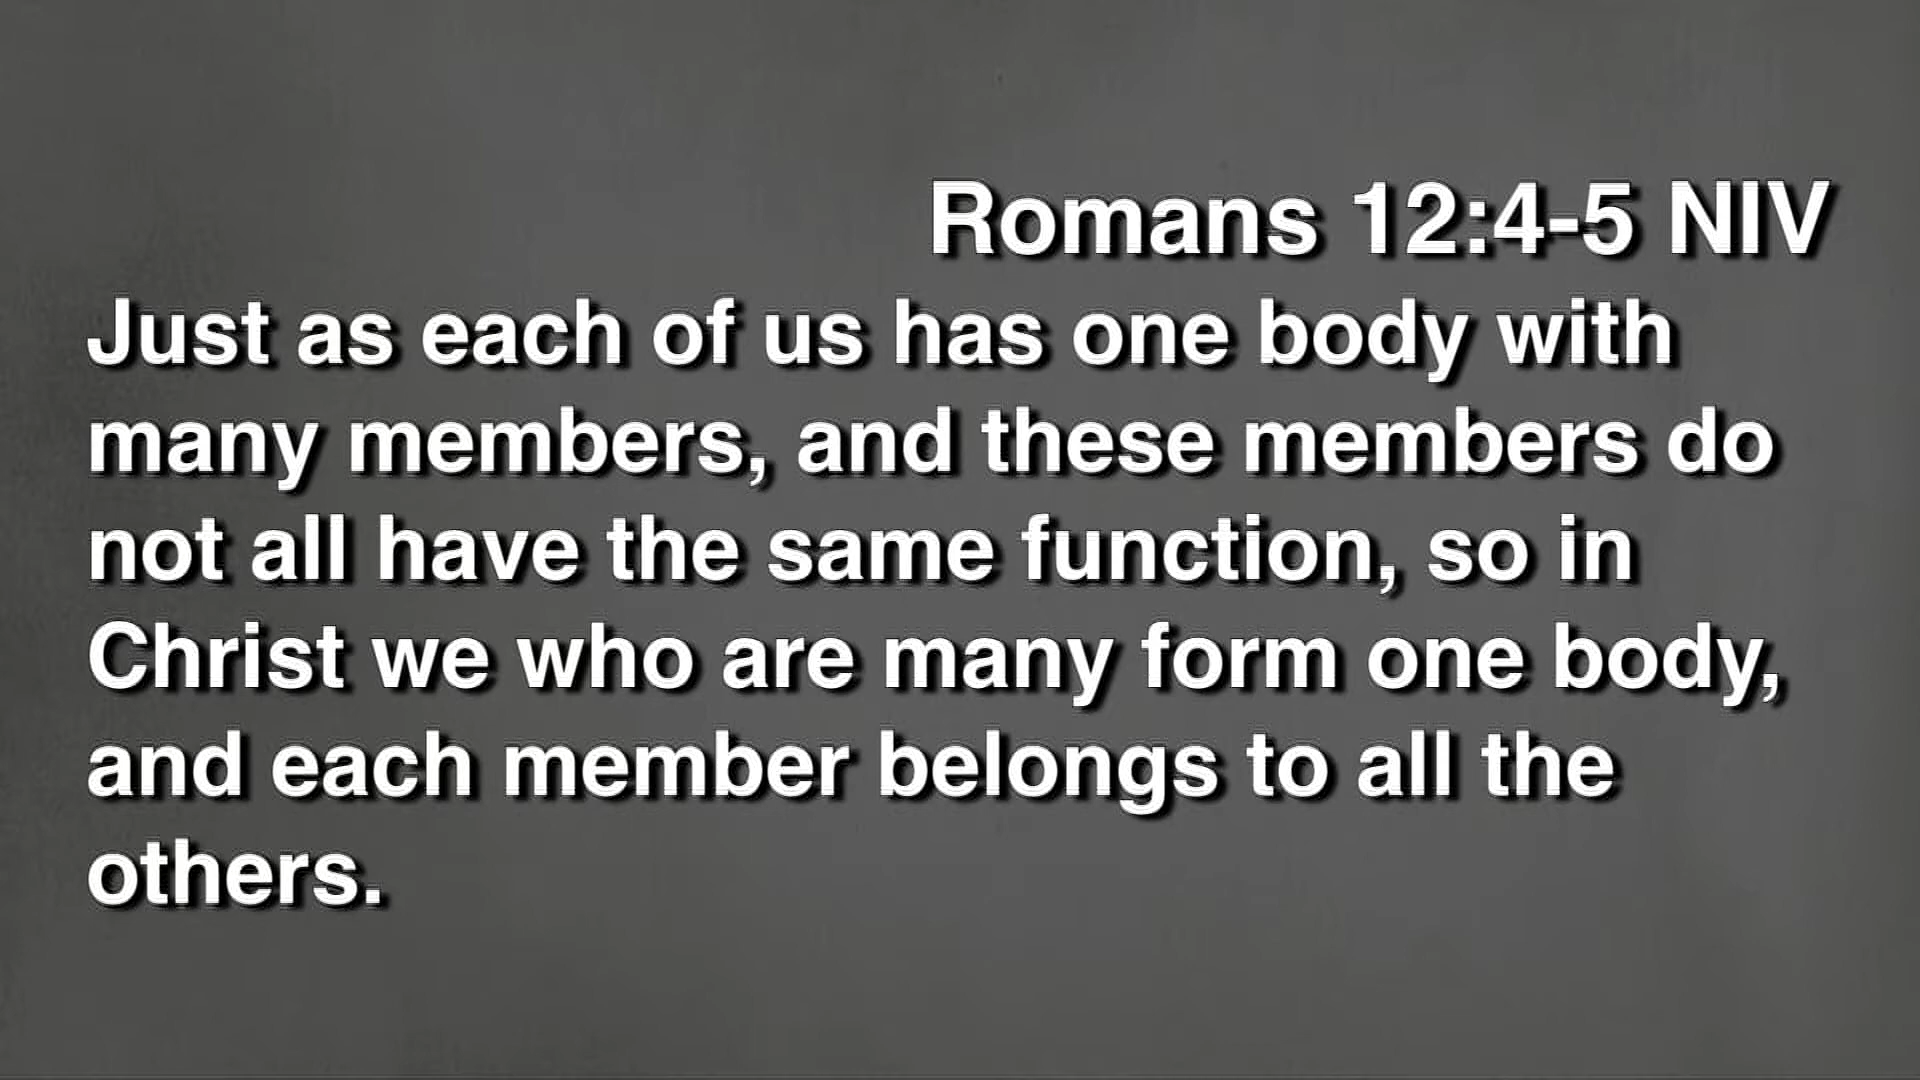 Romans 12:4-5 NIV
Just as each of us has one body with
many members, and these members do
not all have the same function, so in
Christ we who are many form one body,
and each member belongs to all the
others.